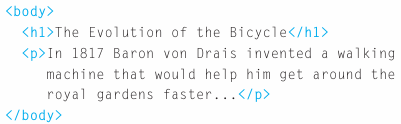 <body>
<h1>The Evolution of the Bicycle</h1>
<p>In 1817 Baron von Drais invented a walking
machine that would help him get around the
royal gardens faster...</p>
</body>